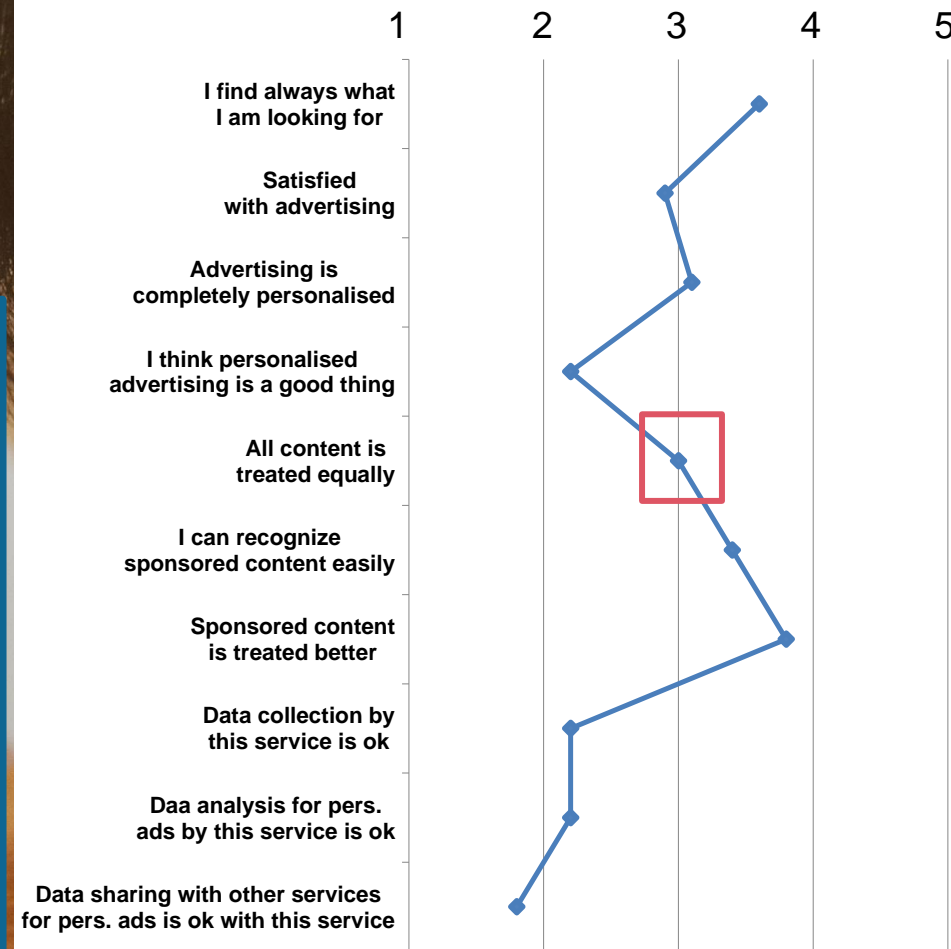 1 2 3 4 5
I find always what
I am looking for
Satisfied
with advertising
Advertising is
completely personalised
I think personalised
advertising is a good thing
All content is
treated equally
I can recognize
sponsored content easily
Sponsored content
is treated better
Data collection by
this service is ok
Daa analysis for pers.
ads by this service is ok
Data sharing with other services
for pers. ads is ok with this service